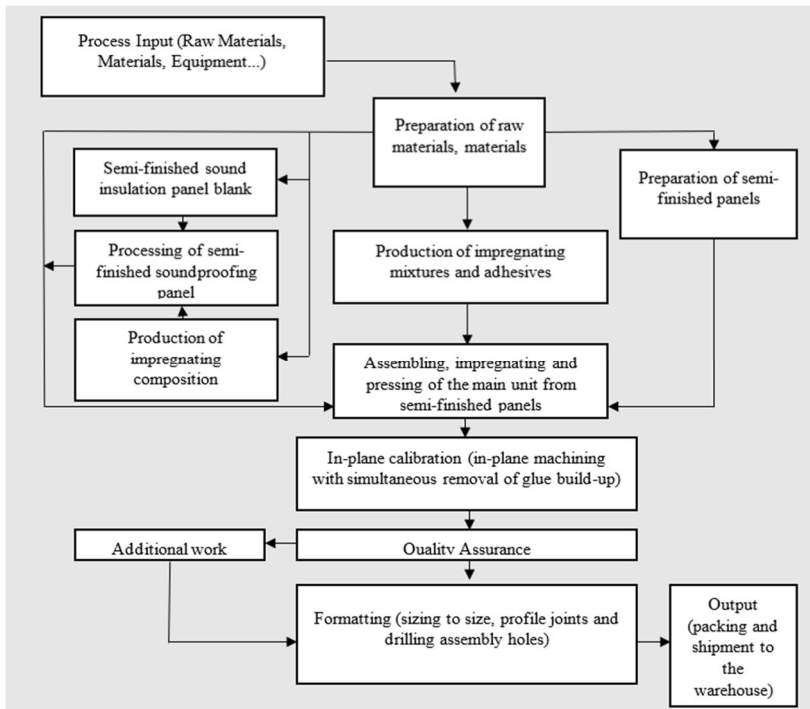 Process Input (Raw Materials,
Materials, Equipment...)
Preparation of raw
materials, materials
Semi-finished sound
insulation panel blank
Preparation of semi-
finished panels
Processing of semi-
finished soundproofing
panel
Production of impregnating
mixtures and adhesives
Production of
impregnating
composition
Assembling, impregnating and
pressing of the main unit from
semi-finished panels
In-plane calibration (in-plane machining
with simultaneous removal of glue build-up)
Additional work
Quality Assurance
Formatting (sizing to size, profile joints and
drilling assembly holes)
Output
(packing and
shipment to
the
warehouse)